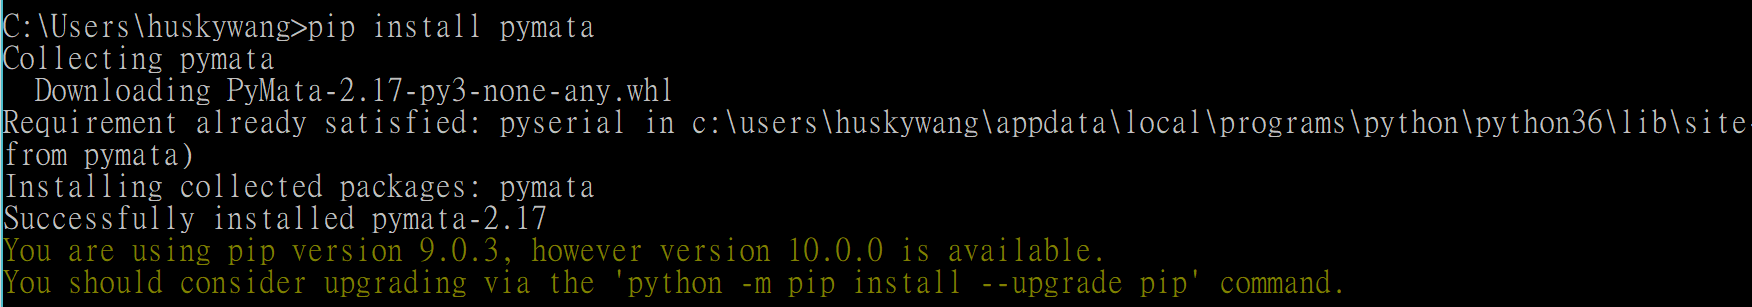 C:\Users\huskywang>pip install pymata
Collecting pymata
  Downloading PyMata-2.17-py3-none-any.whl
Requirement already satisfied: pyserial in c:\users\huskywang\appdata\local\programs\python\python36\lib\site-
from pymata)
Installing collected packages: pymata
Successfully installed pymata-2.17
You are using pip version 9.0.3, however version 10.0.0 is available.
You should consider upgrading via the 'python -m pip install --upgrade pip' command.